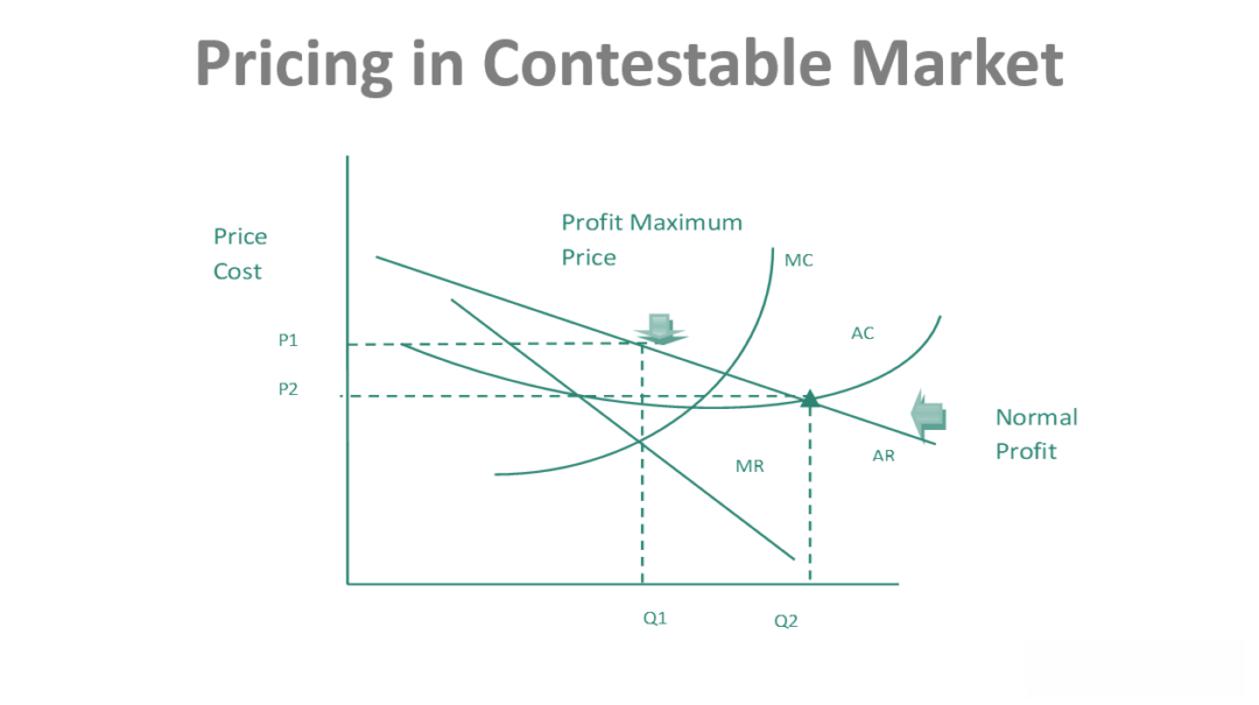 Pricing in Contestable Market
Price
Cost
Profit Maximum
Price
MC
AC
P1
P2
Normal
Profit
AR
MR
Q1
Q2